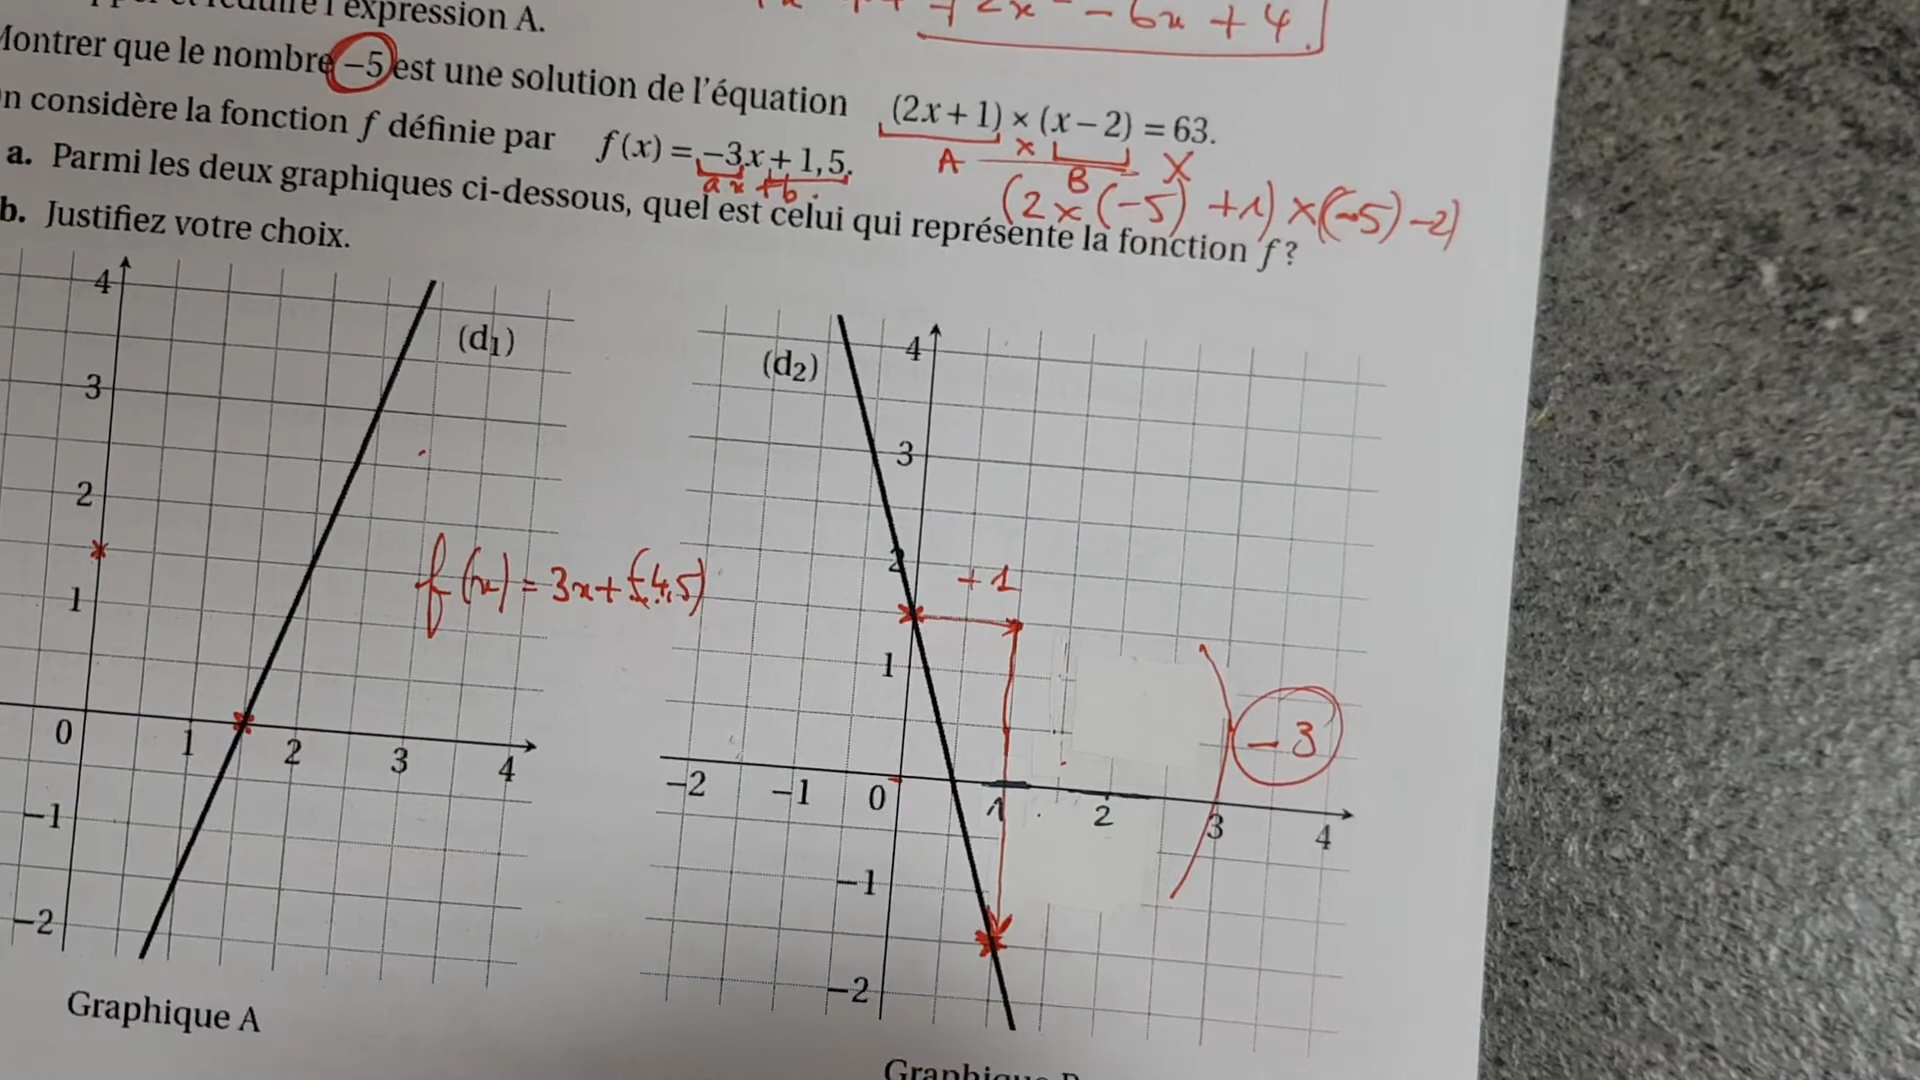 l'expression A.
2x - 6x + 4.
Montrer que le nombre -5 est une solution de l'équation (2x+1) × (x-2) = 63.
On considère la fonction f définie par f(x) = -3x+1,5.
A × B X
ax + b.
(2×(-5) +1) ×(-5) -2)
a. Parmi les deux graphiques ci-dessous, quel est celui qui représente la fonction f?
b. Justifiez votre choix.
4
3
2
1
0
1
2
3
4
-1
-2
(d1)
f(x) = 3x+(-4,5)
Graphique A
(d2)
4
3
2
1
-2
-1
0
1
2
3
4
-1
-2
+1
-3
Graphique